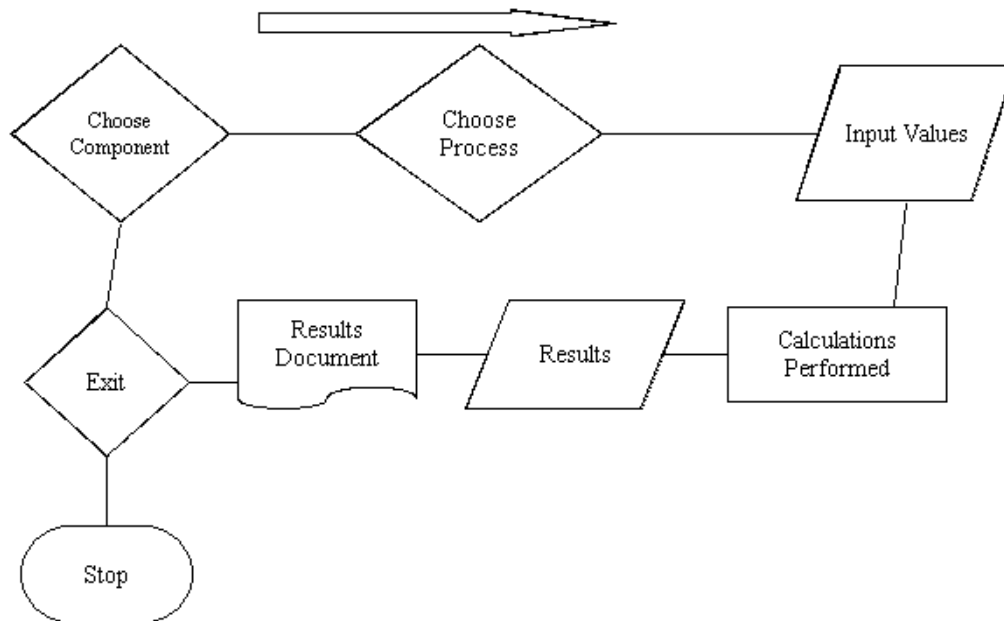 Choose
Component
Choose
Process
Input Values
Calculations
Performed
Results
Results
Document
Exit
Stop